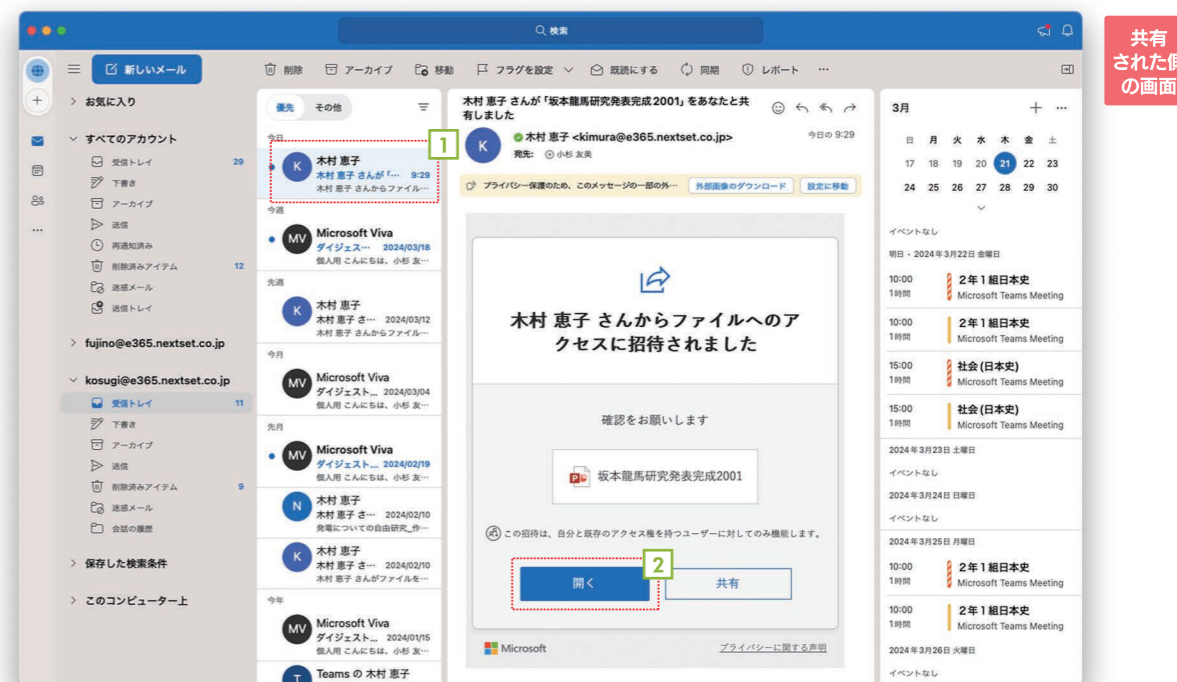 検索
共有
された側
の画面
新しいメール
削除 アーカイブ 移動 フラグを設定 既読にする 同期 レポート …
お気に入り
すべてのアカウント
受信トレイ 29
下書き
アーカイブ
送信
再通知済み
削除済みアイテム 12
迷惑メール
送信トレイ
fujino@e365.nextset.co.jp
kosugi@e365.nextset.co.jp
受信トレイ 11
下書き
アーカイブ
送信
削除済みアイテム 9
迷惑メール
会話の履歴
保存した検索条件
このコンピューター上
優先 その他
今日
1
K
木村 恵子
木村 恵子 さんが「… 9:29
木村 恵子 さんからファイル…
今週
MV
Microsoft Viva
ダイジェス… 2024/03/18
個人用 こんにちは、小杉 友…
先週
K
木村 恵子
木村 恵子 さ… 2024/03/12
木村 恵子 さんからファイル…
今月
MV
Microsoft Viva
ダイジェスト… 2024/03/04
個人用 こんにちは、小杉 友…
先月
MV
Microsoft Viva
ダイジェスト… 2024/02/19
個人用 こんにちは、小杉 友…
N
木村 恵子
木村 恵子 さ… 2024/02/10
発電についての自由研究_作…
K
木村 恵子
木村 恵子 さ… 2024/02/10
木村 恵子 さんがファイルを…
今年
MV
Microsoft Viva
ダイジェスト… 2024/01/15
個人用 こんにちは、小杉 友…
T
Teams の 木村 恵子
木村 恵子 さんが「坂本龍馬研究発表完成2001」をあなたと共
有しました
K
木村 恵子 <kimura@e365.nextset.co.jp>
今日の 9:29
宛先: 小杉 友美
プライバシー保護のため、このメッセージの一部の外… 外部画像のダウンロード 設定に移動
木村 恵子 さんからファイルへのア
クセスに招待されました
確認をお願いします
坂本龍馬研究発表完成2001
この招待は、自分と既存のアクセス権を持つユーザーに対してのみ機能します。
2
開く 共有
Microsoft プライバシーに関する声明
3月 + …
日 月 火 水 木 金 土
17 18 19 20 21 22 23
24 25 26 27 28 29 30
イベントなし
明日・2024年3月22日 金曜日
10:00 2年1組日本史
1時間 Microsoft Teams Meeting
10:00 2年1組日本史
1時間 Microsoft Teams Meeting
15:00 社会(日本史)
1時間 Microsoft Teams Meeting
15:00 社会(日本史)
1時間 Microsoft Teams Meeting
2024年3月23日 土曜日
イベントなし
2024年3月24日 日曜日
イベントなし
2024年3月25日 月曜日
10:00 2年1組日本史
1時間 Microsoft Teams Meeting
10:00 2年1組日本史
1時間 Microsoft Teams Meeting
2024年3月26日 火曜日
イベントなし